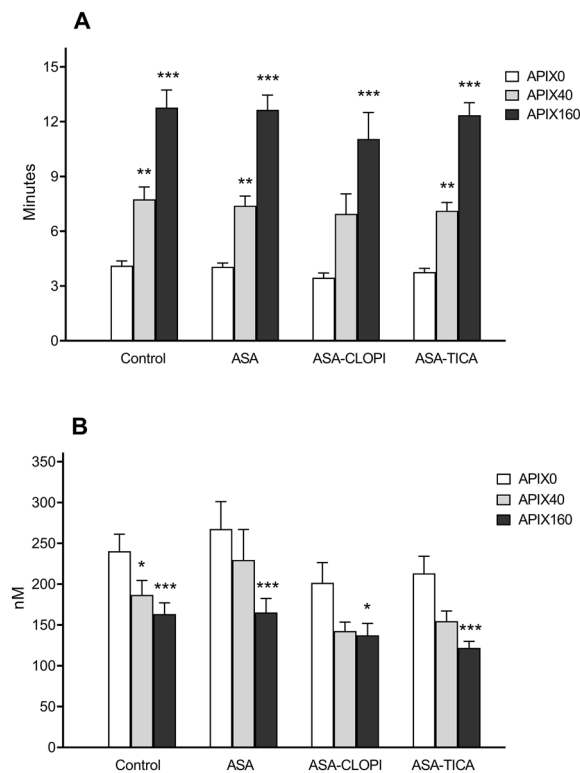 A
APIX0
APIX40
APIX160
Minutes
15
12
9
6
3
0
***
***
***
***
**
**
**
Control ASA ASA-CLOPI ASA-TICA
B
APIX0
APIX40
APIX160
nM
350
300
250
200
150
100
50
0
*
***
***
*
***
Control ASA ASA-CLOPI ASA-TICA